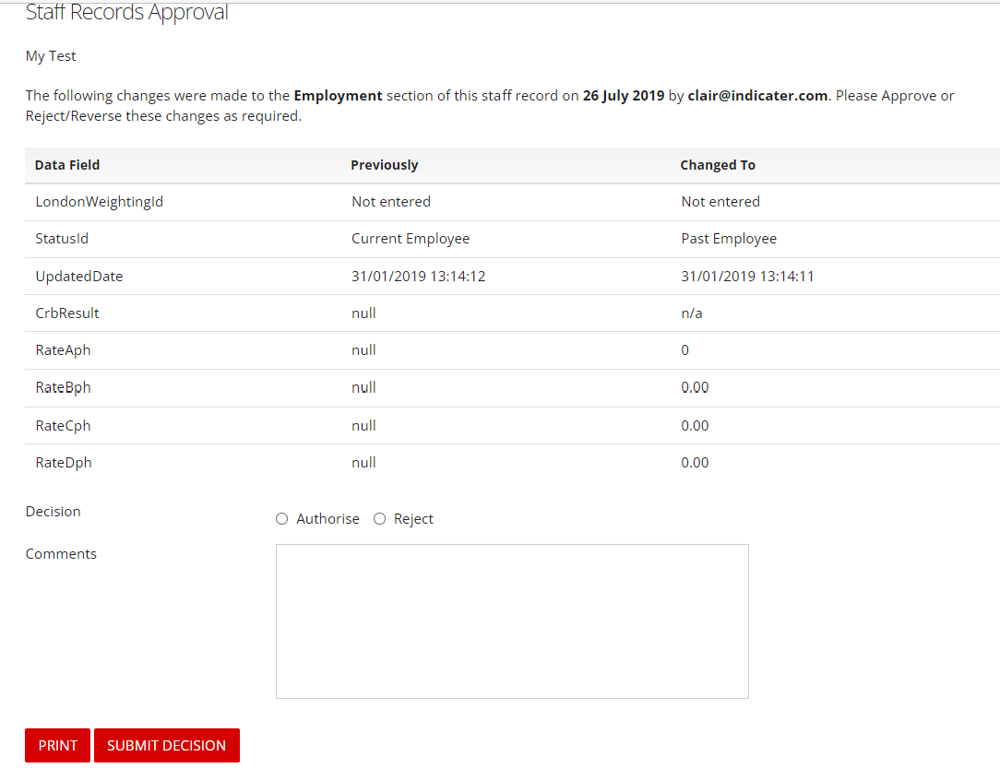 Staff Records Approval
My Test
The following changes were made to the Employment section of this staff record on 26 July 2019 by clair@indicater.com. Please Approve or
Reject/Reverse these changes as required.
Data Field Previously Changed To
LondonWeightingId Not entered Not entered
StatusId Current Employee Past Employee
UpdatedDate 31/01/2019 13:14:12 31/01/2019 13:14:11
CrbResult null n/a
RateAph null 0
RateBph null 0.00
RateCph null 0.00
RateDph null 0.00
Decision Authorise Reject
Comments
PRINT SUBMIT DECISION